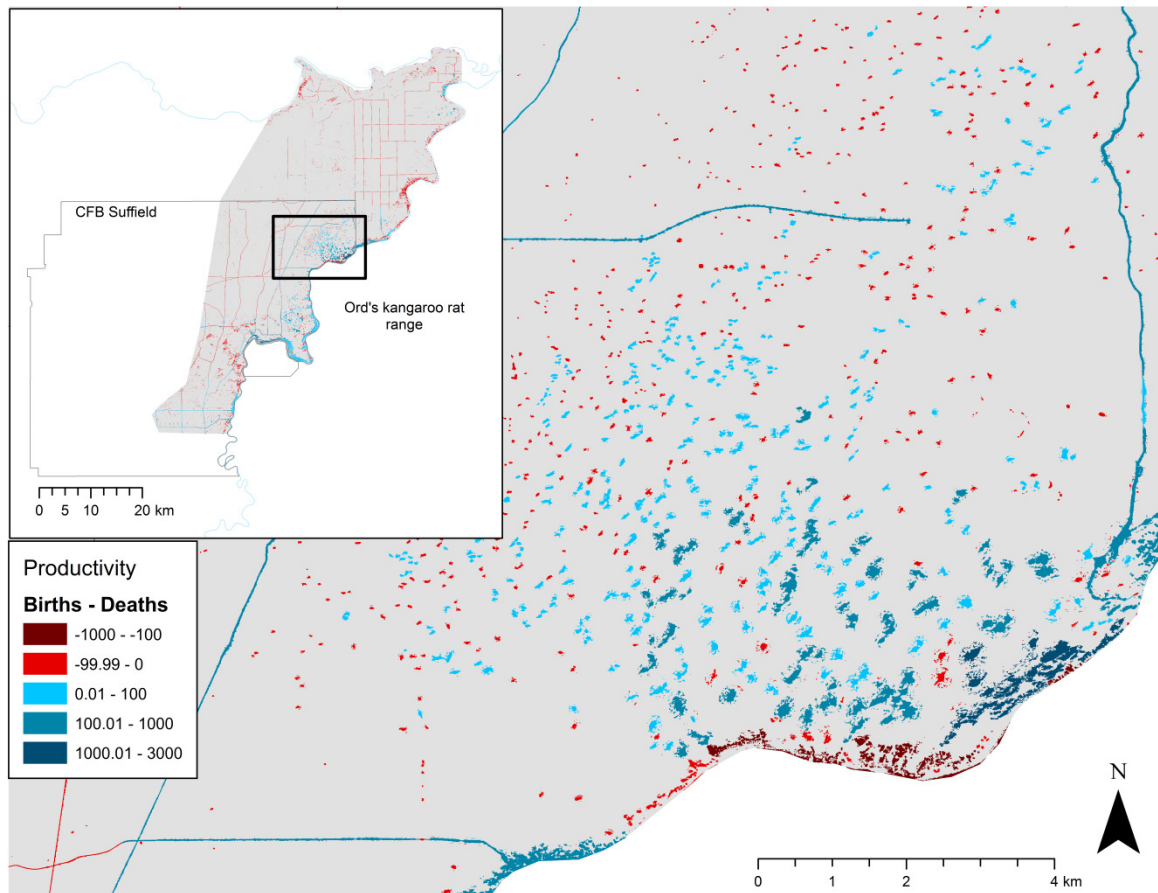 CFB Suffield
Ord's kangaroo rat
range
0 5 10 20 km
Productivity
Births - Deaths
-1000 - -100
-99.99 - 0
0.01 - 100
100.01 - 1000
1000.01 - 3000
N
0 1 2 4 km